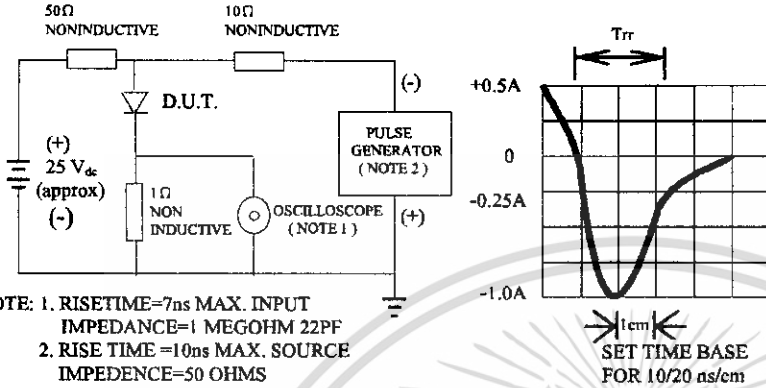 50Ω
NONINDUCTIVE
10Ω
NONINDUCTIVE
D.U.T.
(+)
25 Vdc
(approx)
(-)
1Ω
NON
INDUCTIVE
OSCILLOSCOPE
( NOTE 1 )
(-)
PULSE
GENERATOR
( NOTE 2 )
(+)
Trr
+0.5A
0
-0.25A
-1.0A
1cm
SET TIME BASE
FOR 10/20 ns/cm
OTE: 1. RISETIME=7ns MAX. INPUT
IMPEDANCE=1 MEGOHM 22PF
2. RISE TIME =10ns MAX. SOURCE
IMPEDENCE=50 OHMS